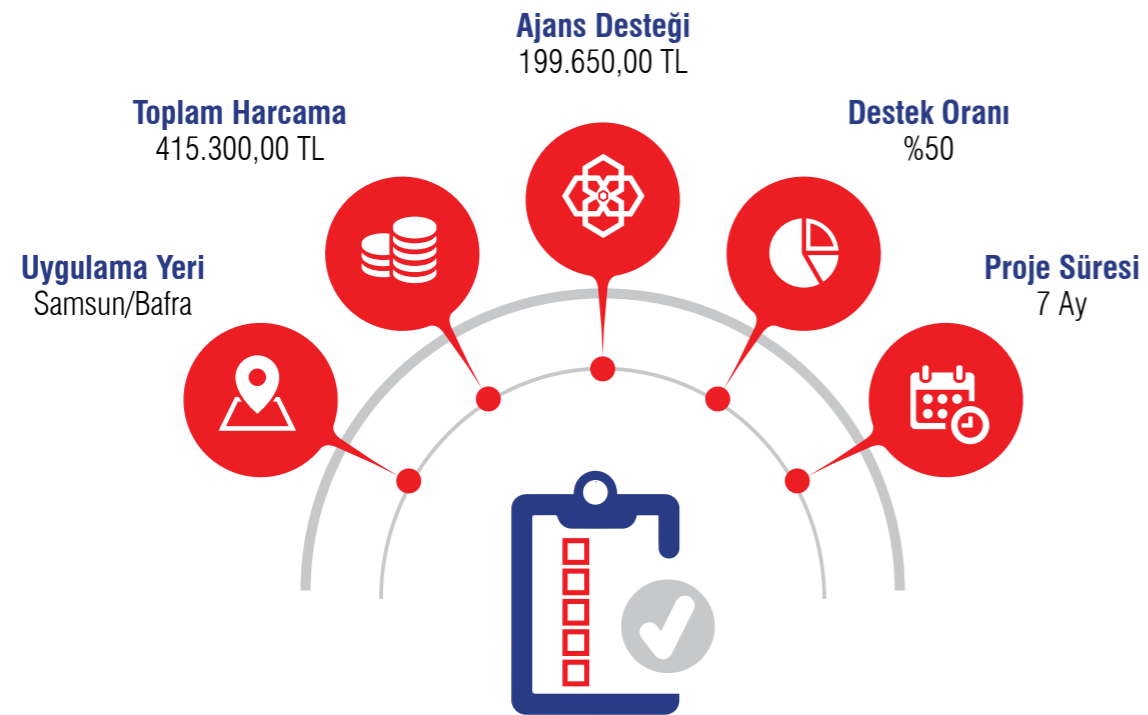 Ajans Desteği
199.650,00 TL
Toplam Harcama
415.300,00 TL
Destek Oranı
%50
Uygulama Yeri
Samsun/Bafra
Proje Süresi
7 Ay